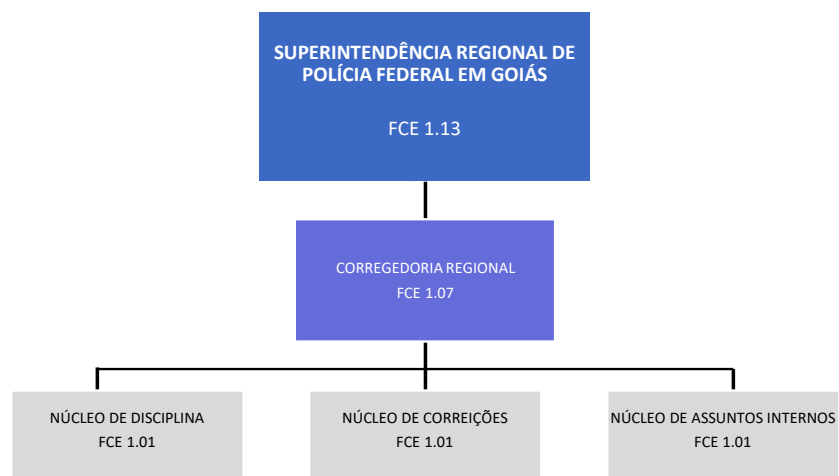 SUPERINTENDÊNCIA REGIONAL DE
POLÍCIA FEDERAL EM GOIÁS
FCE 1.13
CORREGEDORIA REGIONAL
FCE 1.07
NÚCLEO DE DISCIPLINA
FCE 1.01
NÚCLEO DE CORREIÇÕES
FCE 1.01
NÚCLEO DE ASSUNTOS INTERNOS
FCE 1.01